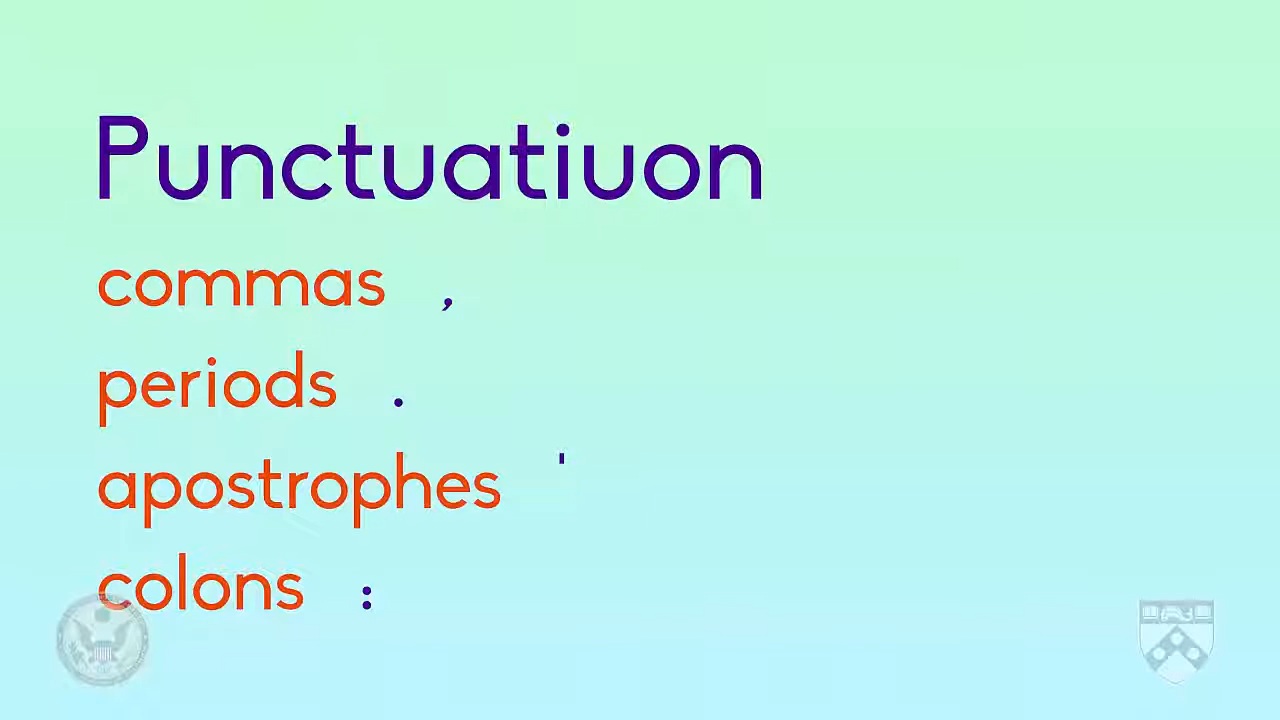 Punctuatiuon
commas ,
periods .
apostrophes '
colons :